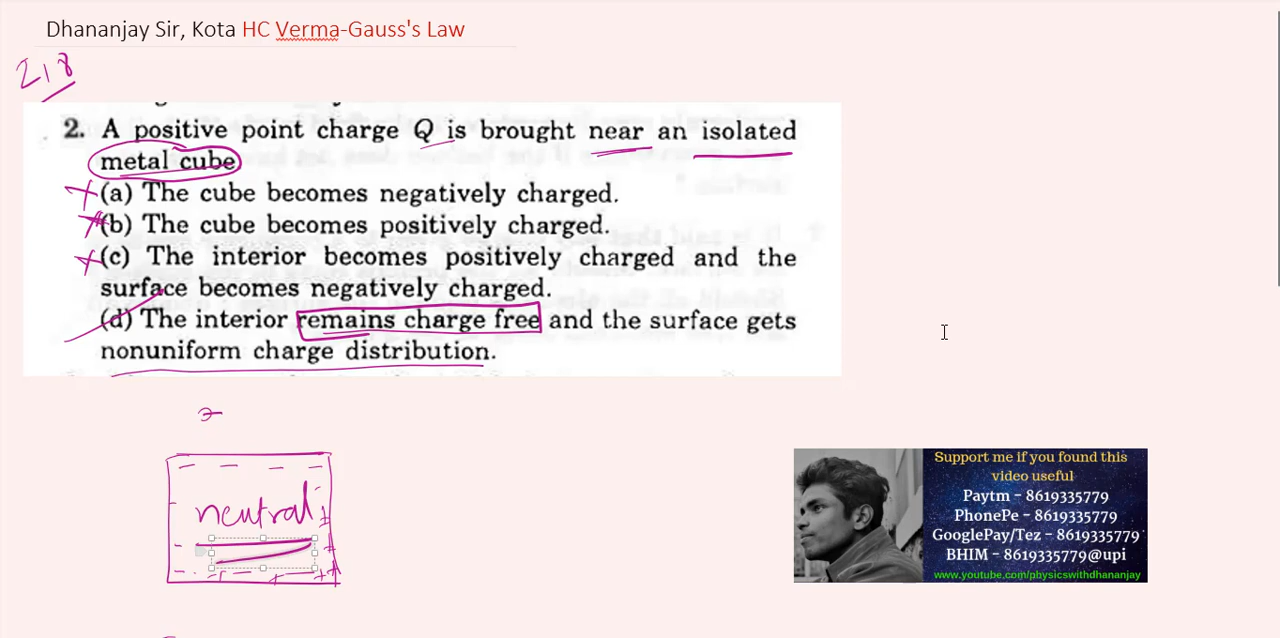 Dhananjay Sir, Kota HC Verma-Gauss's Law
218
2. A positive point charge Q is brought near an isolated
metal cube
(a) The cube becomes negatively charged.
(b) The cube becomes positively charged.
(c) The interior becomes positively charged and the
surface becomes negatively charged.
(d) The interior remains charge free and the surface gets
nonuniform charge distribution.
neutral
Support me if you found this
video useful
Paytm - 8619335779
PhonePe - 8619335779
GooglePay/Tez - 8619335779
BHIM - 8619335779@upi
www.youtube.com/physicswithdhananjay